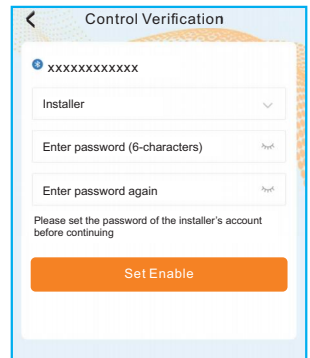 Control Verification
xxxxxxxxxxxx
Installer
Enter password (6-characters)
Enter password again
Please set the password of the installer's account
before continuing
Set Enable